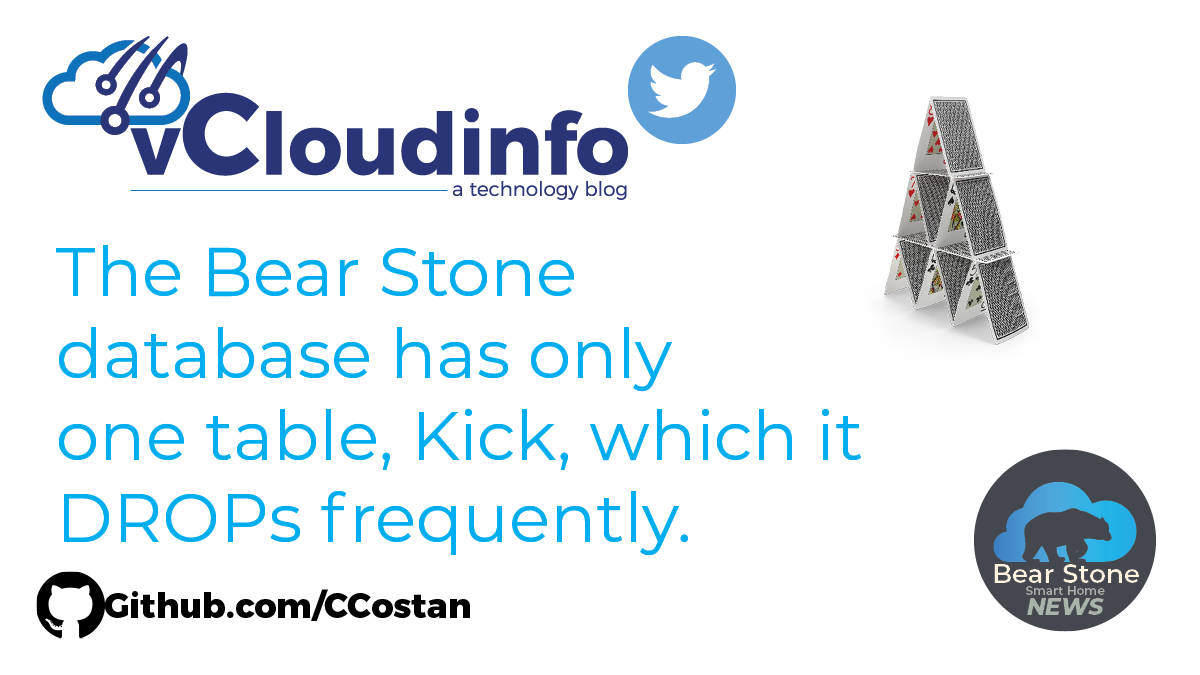 vCloudinfo
a technology blog
The Bear Stone
database has only
one table, Kick, which it
DROPs frequently.
Github.com/CCostan
Bear Stone
Smart Home
NEWS